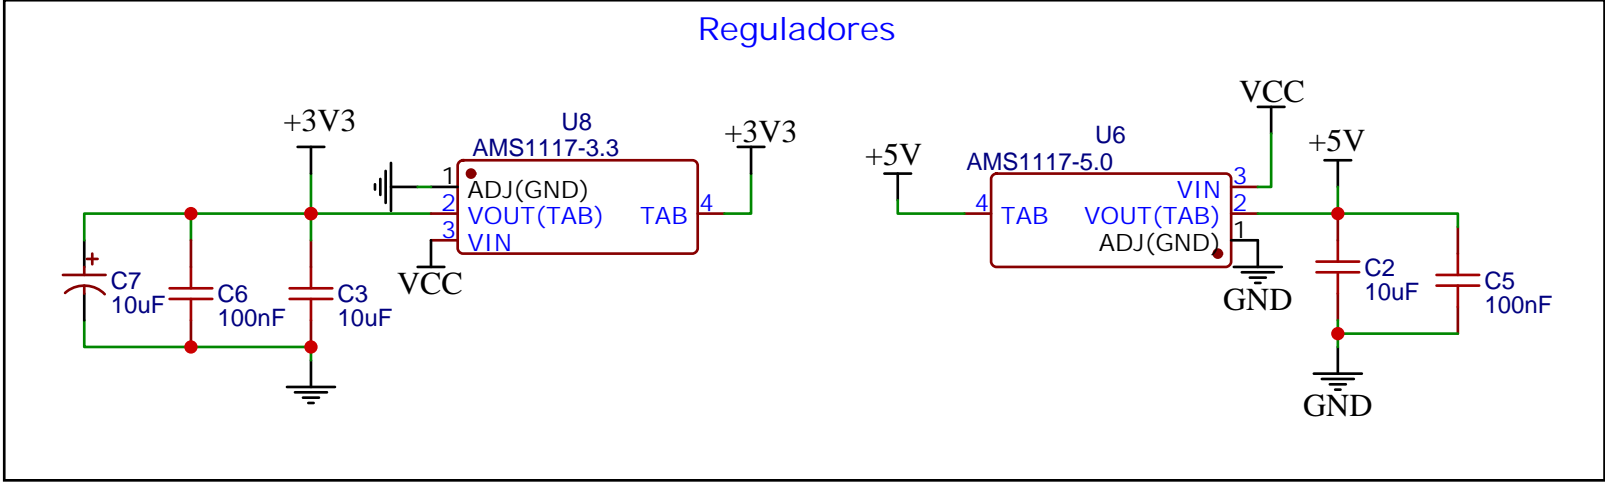 Reguladores
+3V3
U8
AMS1117-3.3
+3V3
1
ADJ(GND)
2
VOUT(TAB)
TAB
4
3
VIN
VCC
+
C7
10uF
C6
100nF
C3
10uF
VCC
+5V
U6
AMS1117-5.0
+5V
VIN
3
4
TAB
VOUT(TAB)
2
ADJ(GND)
1
GND
C2
10uF
C5
100nF
GND